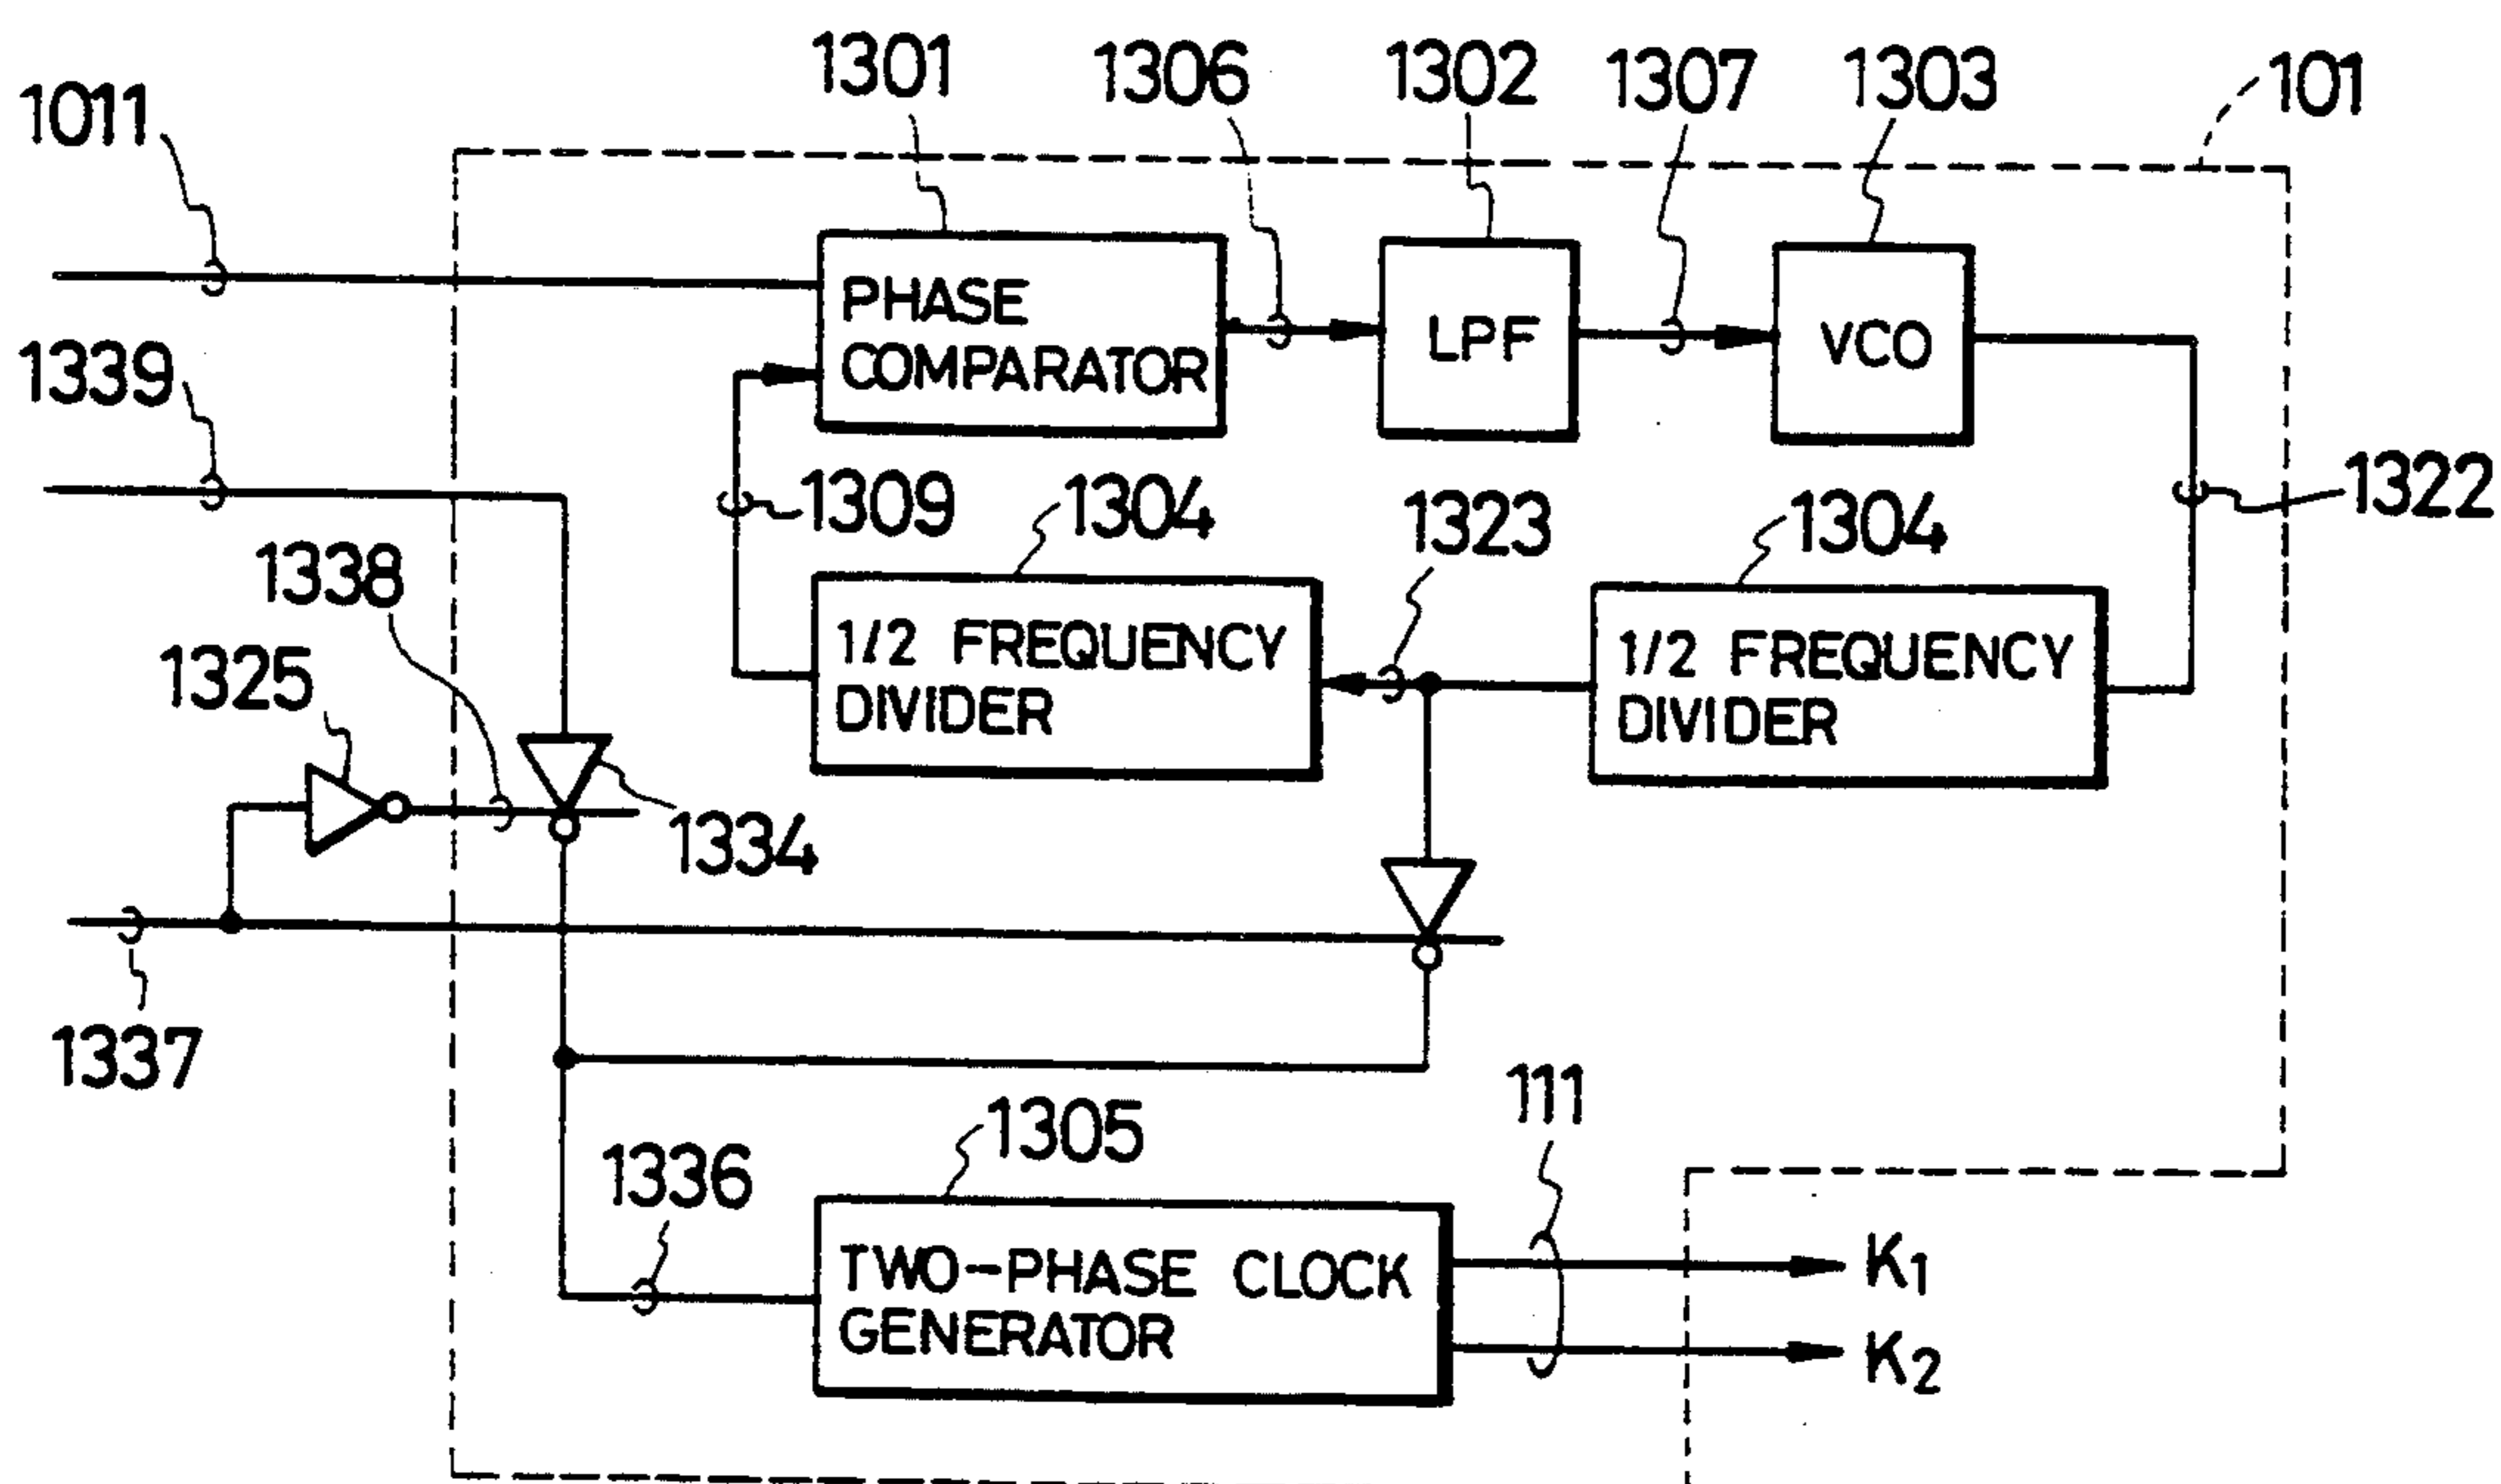 1301
1306
1302
1307
1303
101
1011
PHASE
COMPARATOR
LPF
VCO
1339
1309
1304
1323
1304
1322
1338
1/2 FREQUENCY
DIVIDER
1/2 FREQUENCY
DIVIDER
1325
1334
1337
111
1305
1336
TWO-PHASE CLOCK
GENERATOR
K1
K2